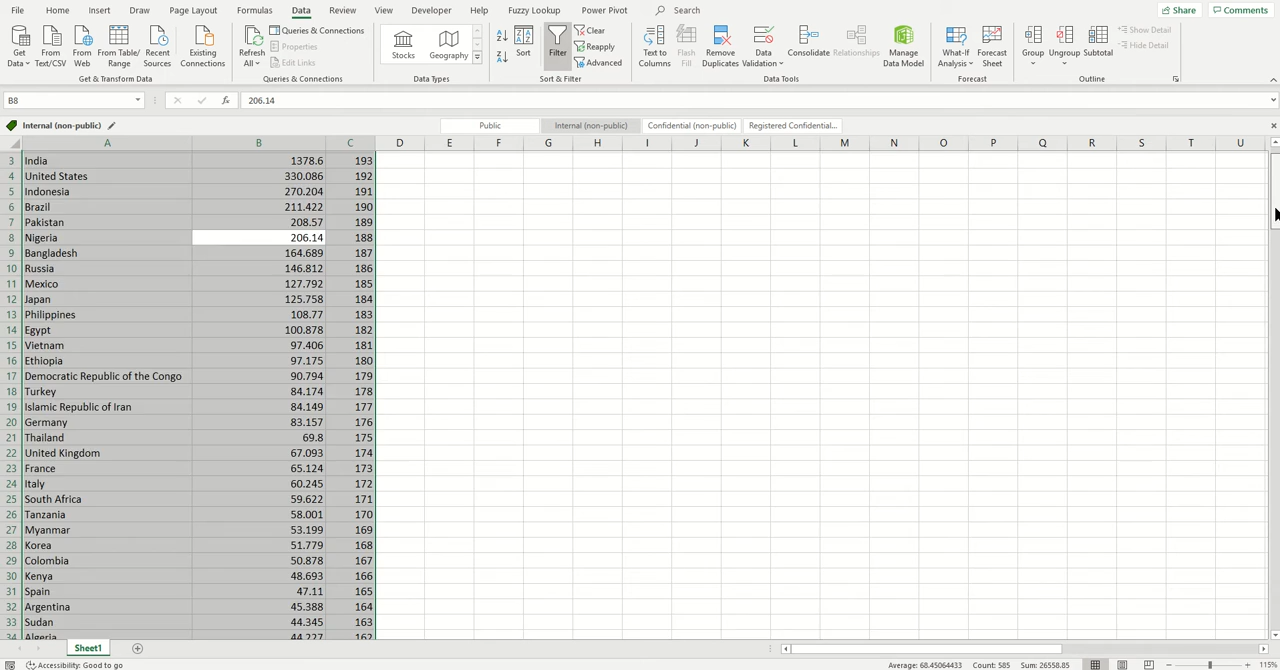 File Home Insert Draw Page Layout Formulas Data Review View Developer Help Fuzzy Lookup Power Pivot Search Share Comments
Get Data From Text/CSV From Web From Table/Range Recent Sources Existing Connections Refresh All Queries & Connections Properties Edit Links Stocks Geography Sort Filter Clear Reapply Advanced Text to Columns Flash Fill Remove Duplicates Data Validation Consolidate Relationships Manage Data Model What-If Analysis Forecast Sheet Group Ungroup Subtotal Show Detail Hide Detail
Get & Transform Data Queries & Connections Data Types Sort & Filter Data Tools Forecast Outline
B8 fx 206.14
Internal (non-public) Public Internal (non-public) Confidential (non-public) Registered Confidential...
A B C D E F G H I J K L M N O P Q R S T U
3 India 1378.6 193
4 United States 330.086 192
5 Indonesia 270.204 191
6 Brazil 211.422 190
7 Pakistan 208.57 189
8 Nigeria 206.14 188
9 Bangladesh 164.689 187
10 Russia 146.812 186
11 Mexico 127.792 185
12 Japan 125.758 184
13 Philippines 108.77 183
14 Egypt 100.878 182
15 Vietnam 97.406 181
16 Ethiopia 97.175 180
17 Democratic Republic of the Congo 90.794 179
18 Turkey 84.174 178
19 Islamic Republic of Iran 84.149 177
20 Germany 83.157 176
21 Thailand 69.8 175
22 United Kingdom 67.093 174
23 France 65.124 173
24 Italy 60.245 172
25 South Africa 59.622 171
26 Tanzania 58.001 170
27 Myanmar 53.199 169
28 Korea 51.779 168
29 Colombia 50.878 167
30 Kenya 48.693 166
31 Spain 47.11 165
32 Argentina 45.388 164
33 Sudan 44.345 163
34 Algeria 44.227 162
Sheet1
Accessibility: Good to go Average: 68.45064433 Count: 585 Sum: 26558.85 115%